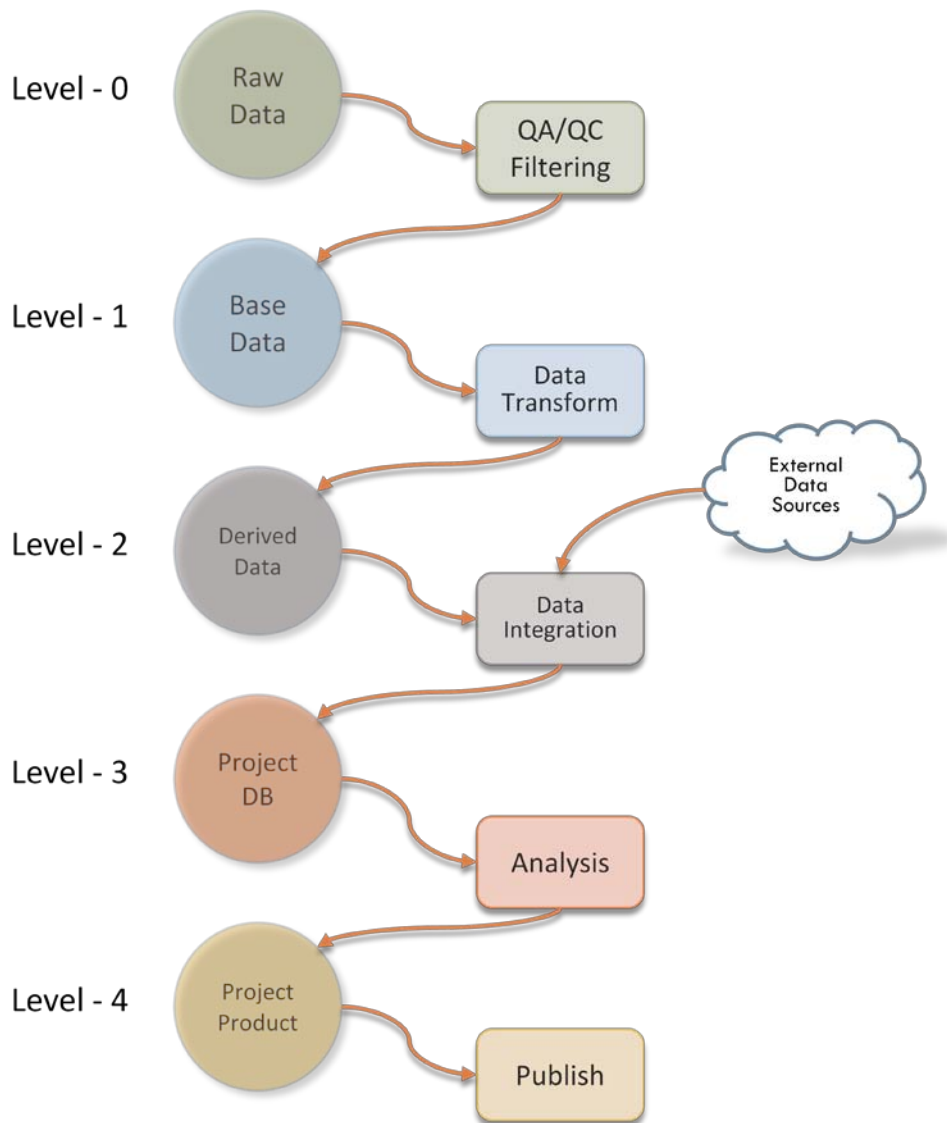 Level - 0
Raw
Data
QA/QC
Filtering
Level - 1
Base
Data
Data
Transform
External
Data
Sources
Level - 2
Derived
Data
Data
Integration
Level - 3
Project
DB
Analysis
Level - 4
Project
Product
Publish